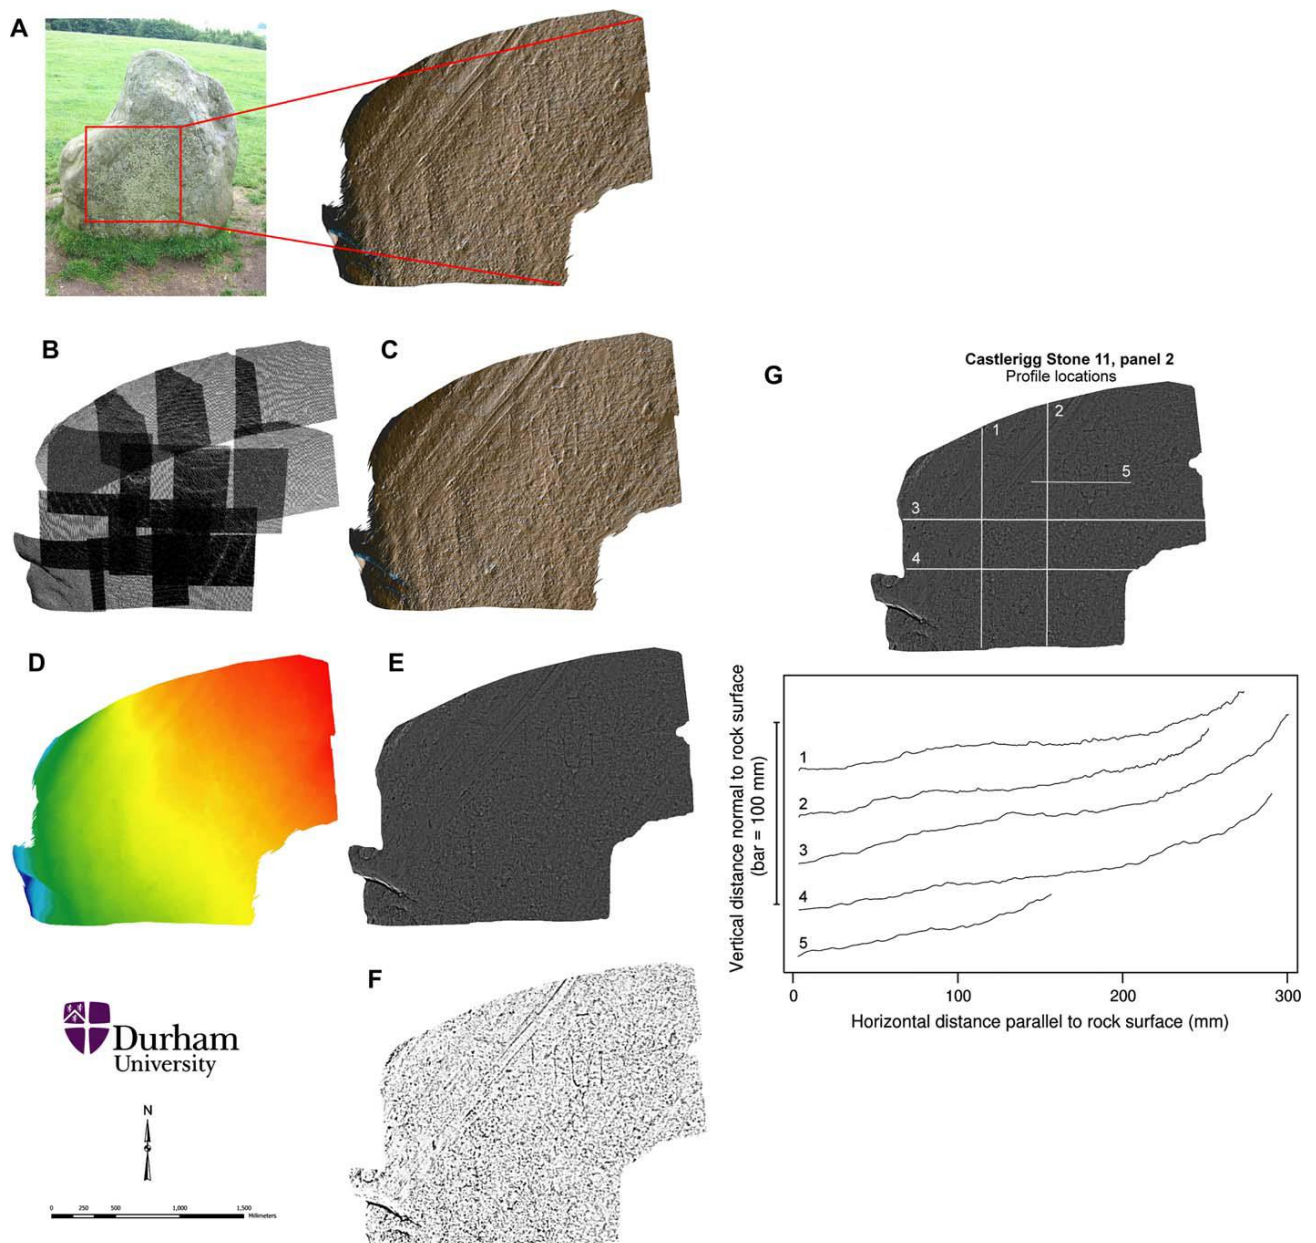 A
B
C
D
E
F
G
Castlerigg Stone 11, panel 2
Profile locations
1
2
5
3
4
Vertical distance normal to rock surface
(bar = 100 mm)
1
2
3
4
5
0 100 200 300
Horizontal distance parallel to rock surface (mm)
Durham
University
N
0 250 500 1,000 1,500
Millimeters